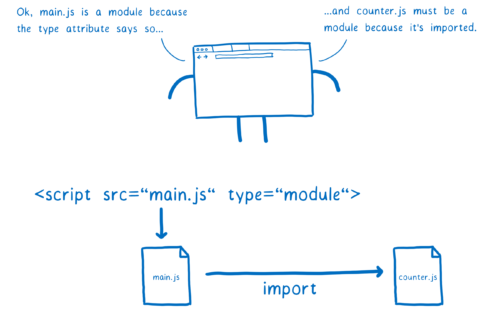 Ok, main.js is a module because
the type attribute says so...
...and counter.js must be a
module because it's imported.
<script src=“main.js“ type=“module“>
main.js
import
counter.js